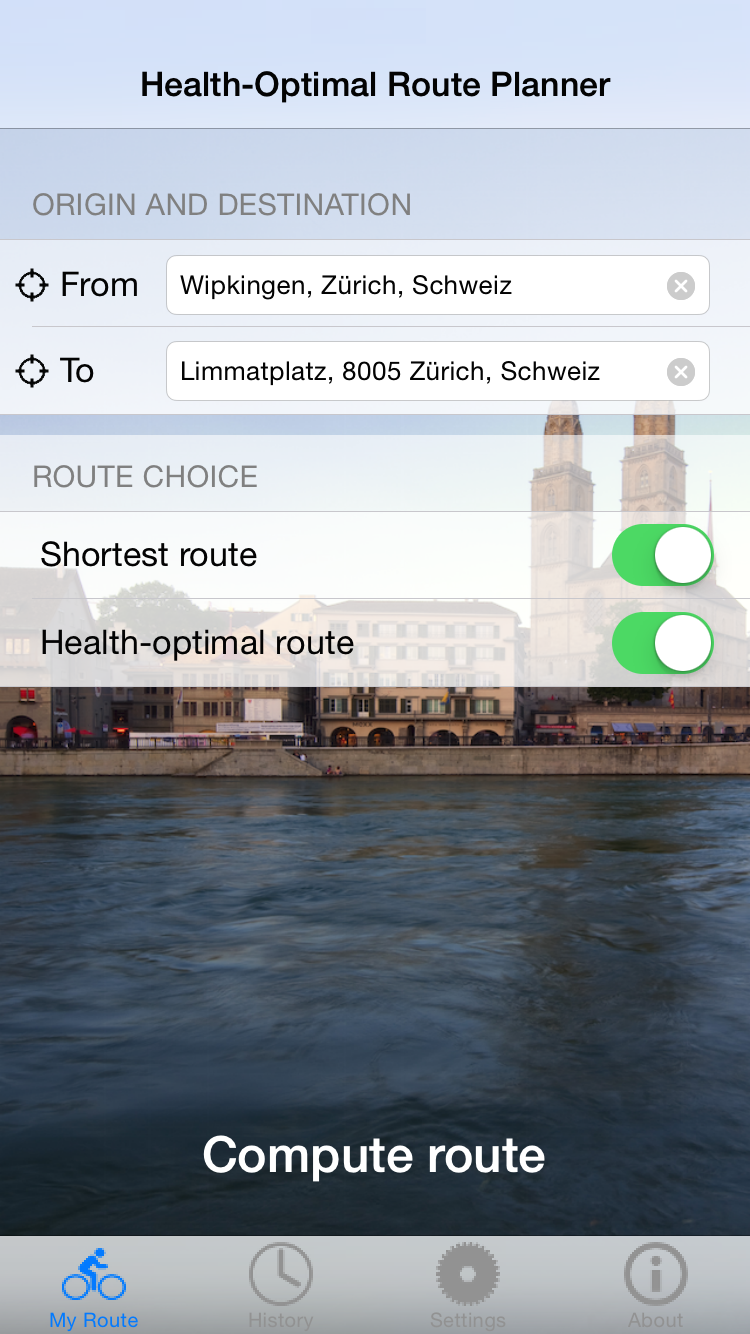 Health-Optimal Route Planner
ORIGIN AND DESTINATION
From
Wipkingen, Zürich, Schweiz
To
Limmatplatz, 8005 Zürich, Schweiz
ROUTE CHOICE
Shortest route
Health-optimal route
Compute route
My Route
History
Settings
About